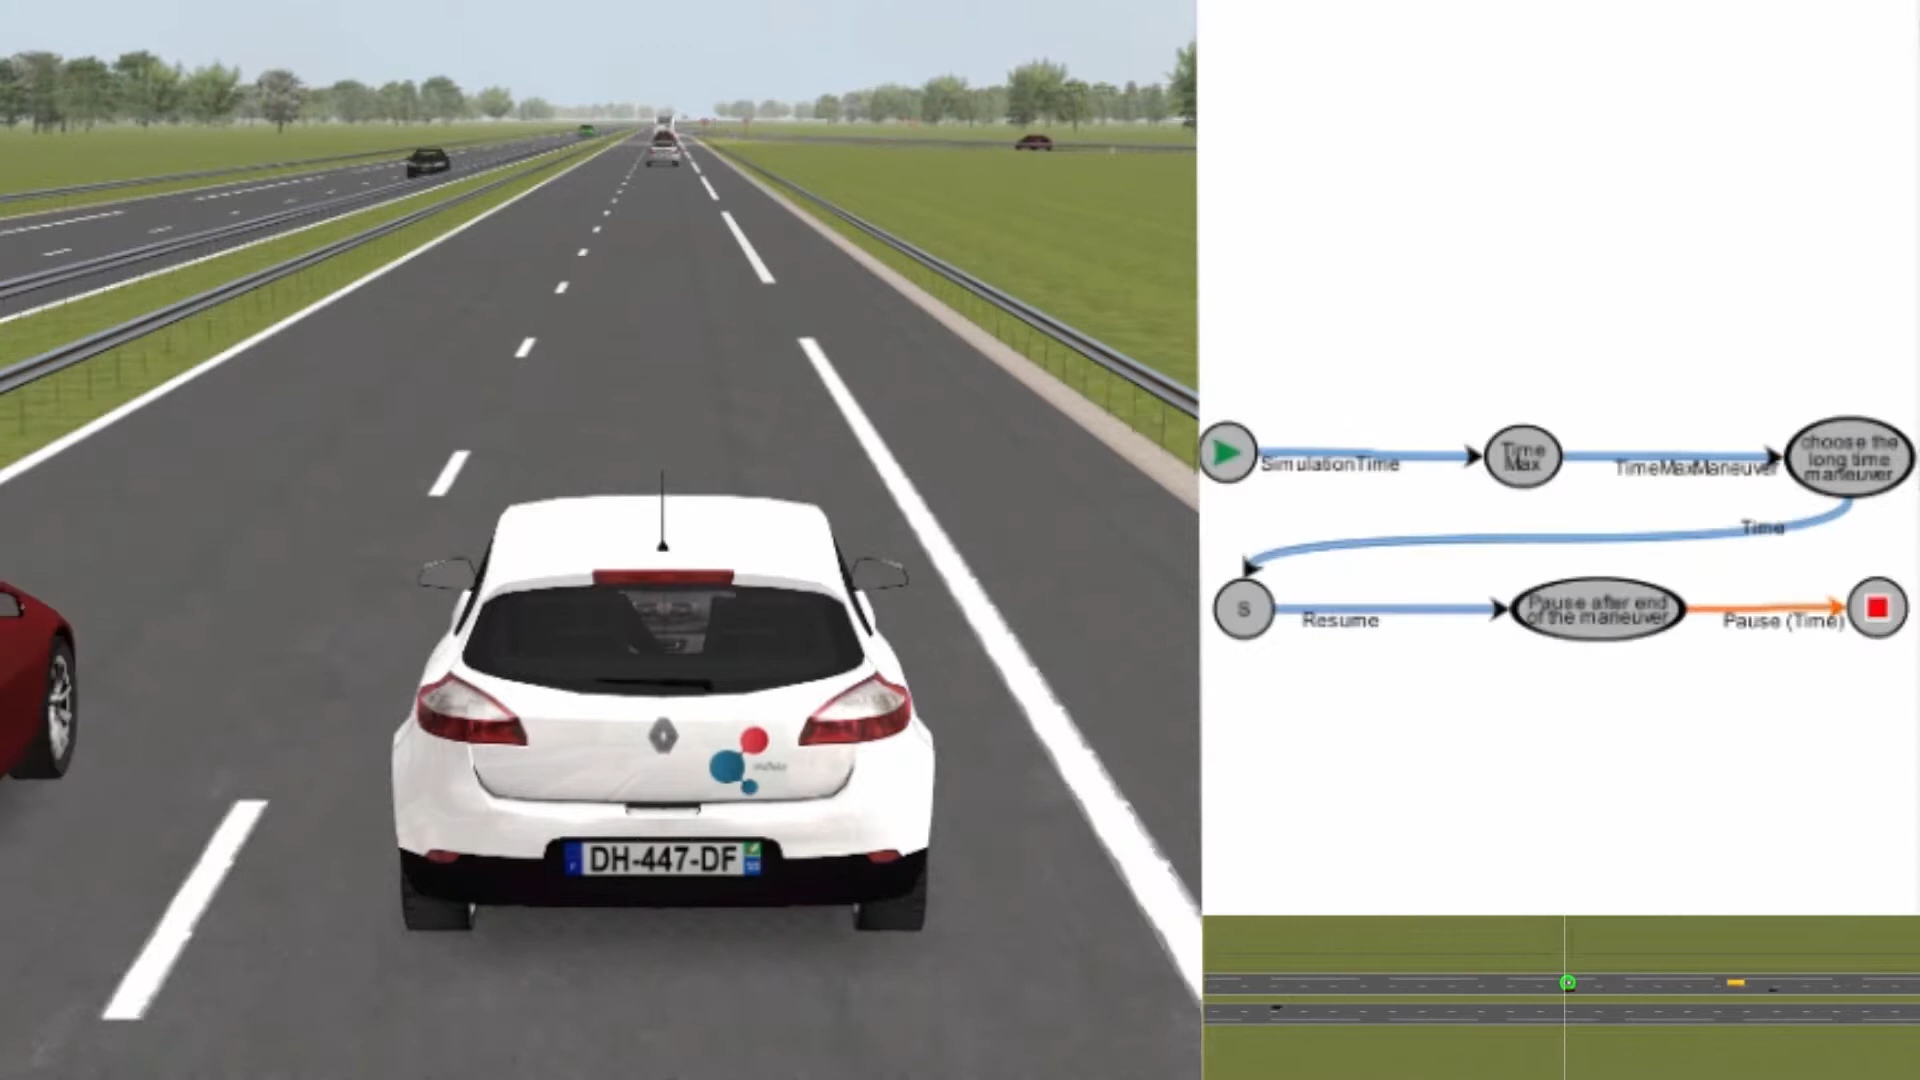 SimulationTime
Time
Max
TimeMaxManeuver
choose the
long time
maneuver
Time
S
Resume
Pause after end
of the maneuver
Pause (Time)
DH-447-DF